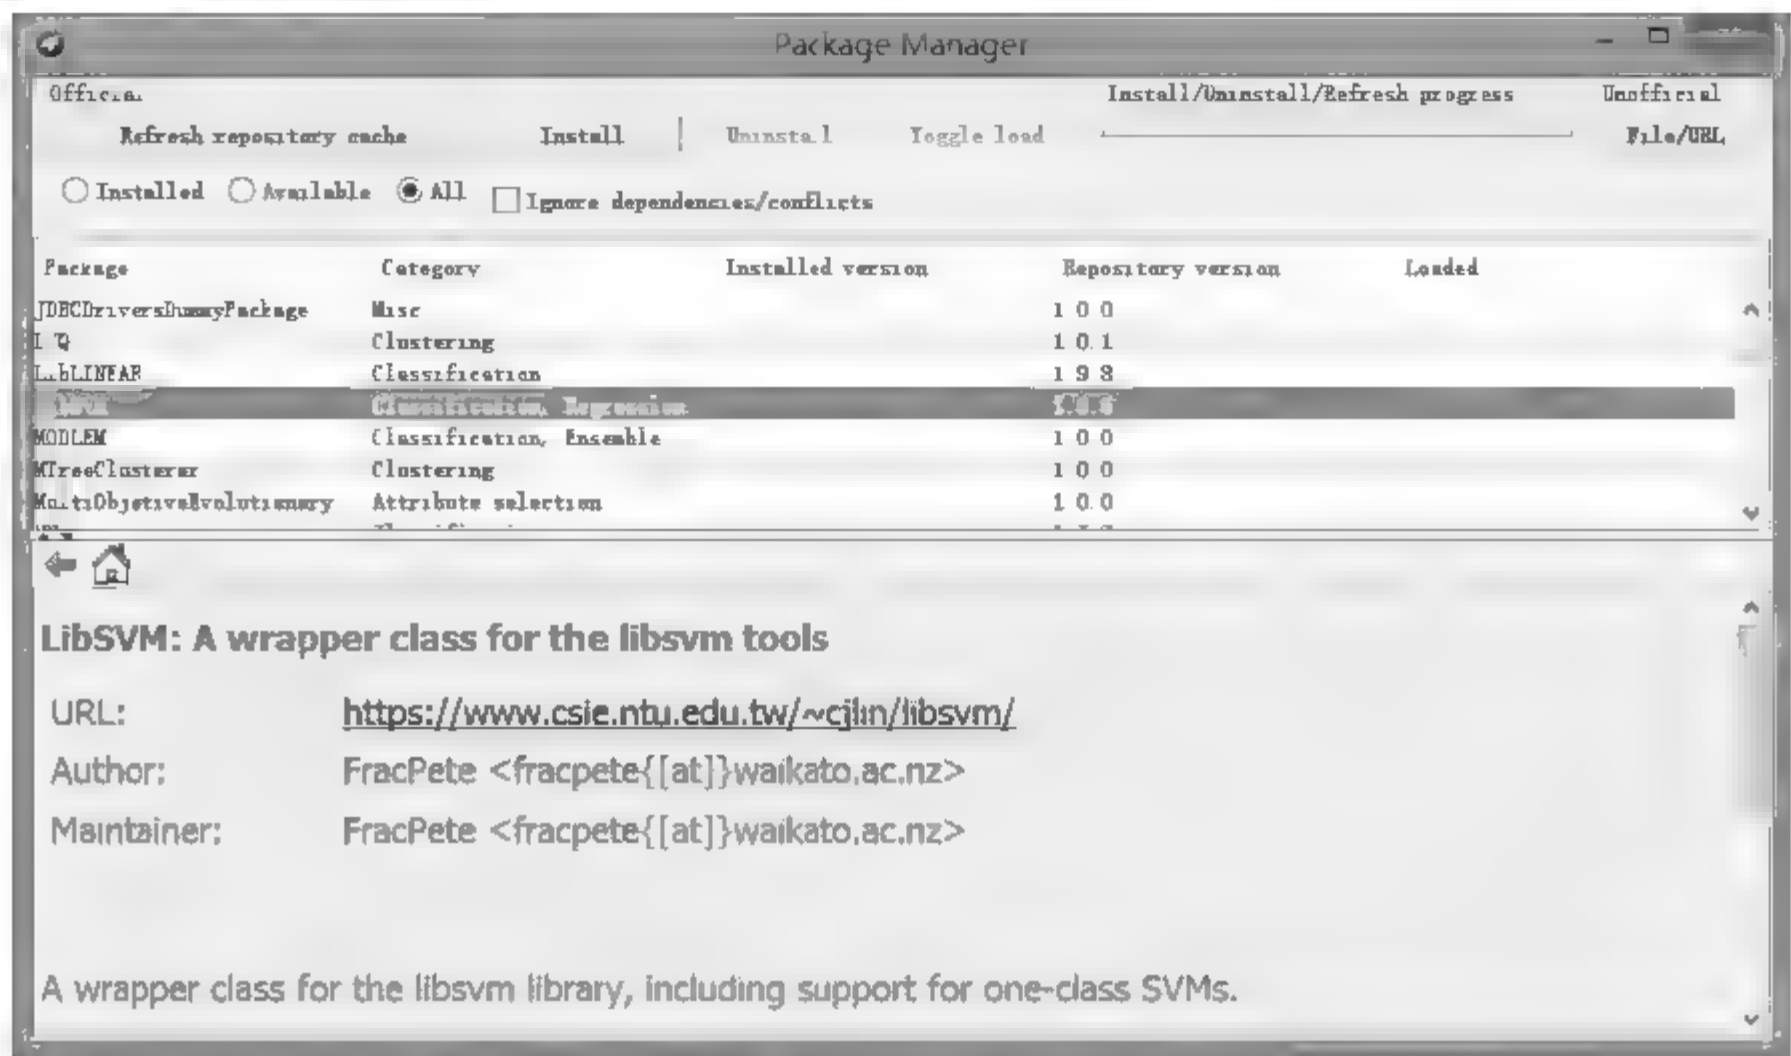 Package Manager
Official Install/Uninstall/Refresh progress Unofficial
Refresh repository cache Install Uninstall Toggle load File/URL
Installed Available All Ignore dependencies/conflicts
Package Category Installed version Repository version Loaded
JDBCDriversDummyPackage Misc 1.0.0
Clustering 1.0.1
LibLINEAR Classification 1.9.8
Classification, Regression
MODLEM Classification, Ensemble 1.0.0
MTreeClusterer Clustering 1.0.0
MultiObjetiveEvolutionary Attribute selection 1.0.0
LibSVM: A wrapper class for the libsvm tools
URL: https://www.csie.ntu.edu.tw/~cjlin/libsvm/
Author: FracPete <fracpete{[at]}waikato.ac.nz>
Maintainer: FracPete <fracpete{[at]}waikato.ac.nz>
A wrapper class for the libsvm library, including support for one-class SVMs.